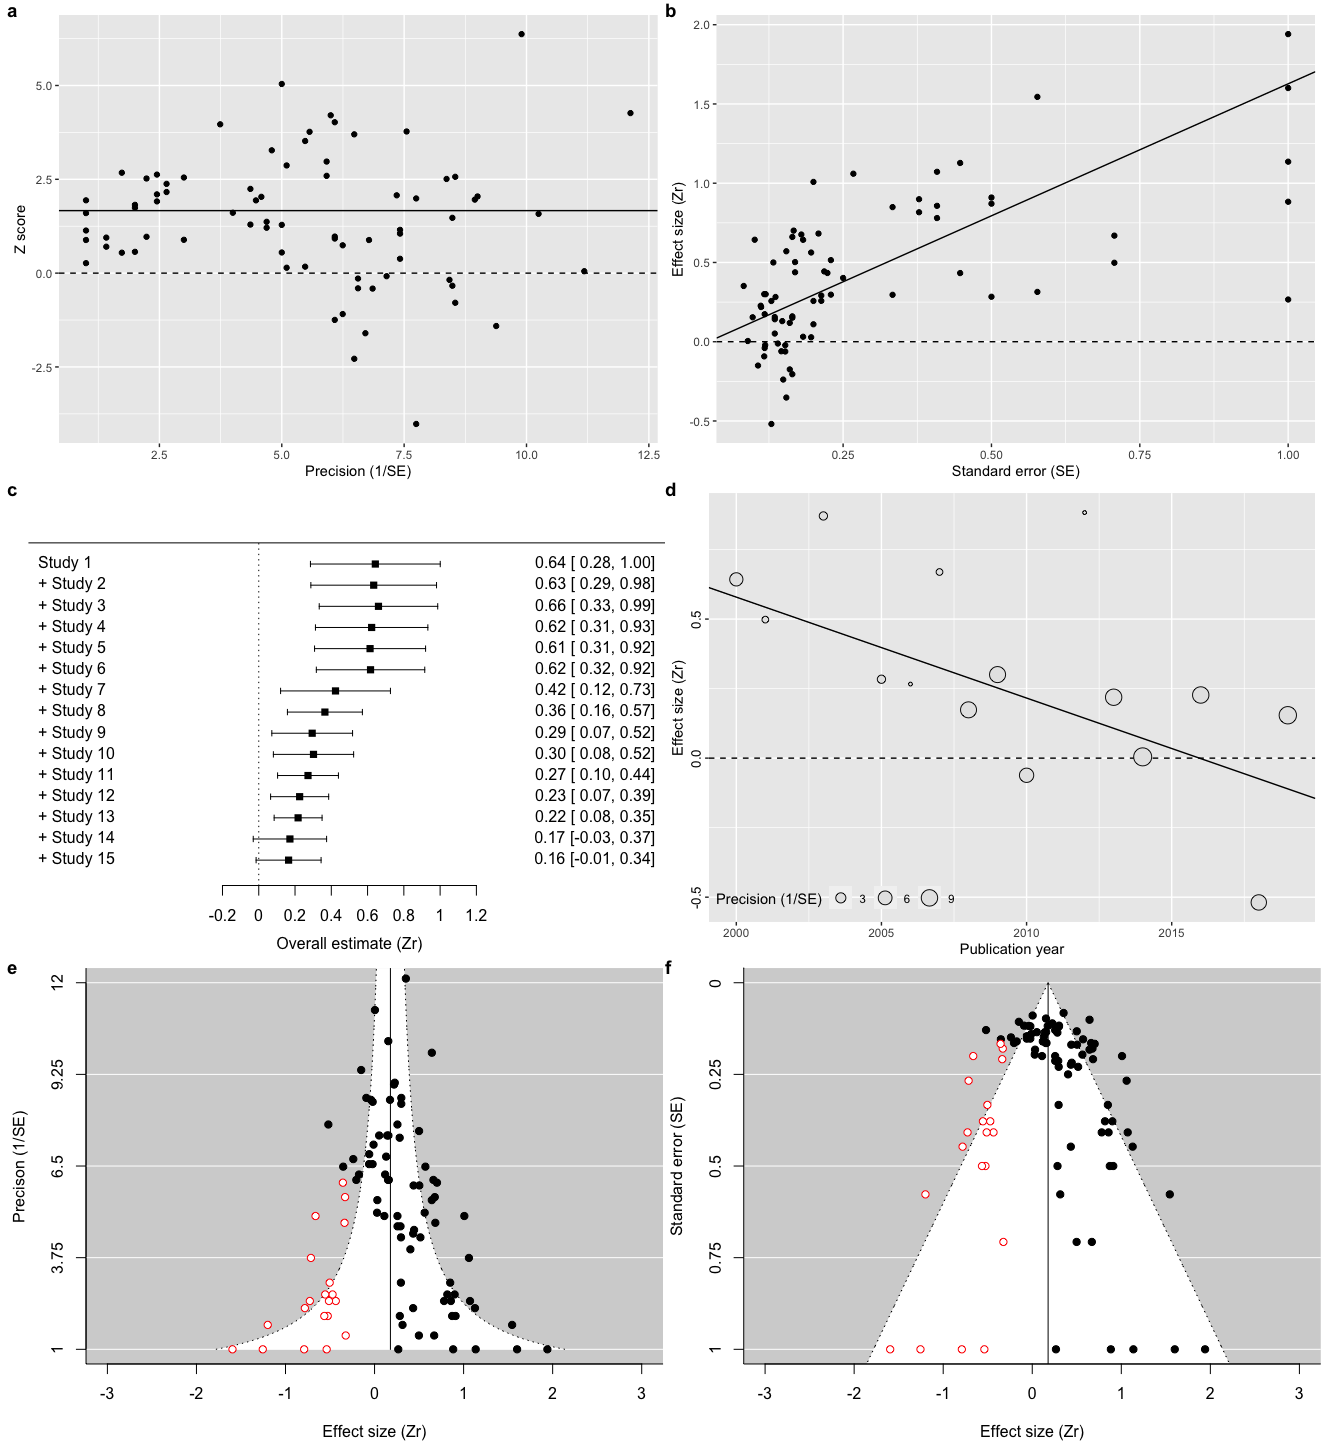 a
5.0
2.5
0.0
-2.5
Z score
2.5
5.0
7.5
10.0
12.5
Precision (1/SE)
b
2.0
1.5
1.0
0.5
0.0
-0.5
Effect size (Zr)
0.25
0.50
0.75
1.00
Standard error (SE)
c
Study 1 0.64 [ 0.28, 1.00]
+ Study 2 0.63 [ 0.29, 0.98]
+ Study 3 0.66 [ 0.33, 0.99]
+ Study 4 0.62 [ 0.31, 0.93]
+ Study 5 0.61 [ 0.31, 0.92]
+ Study 6 0.62 [ 0.32, 0.92]
+ Study 7 0.42 [ 0.12, 0.73]
+ Study 8 0.36 [ 0.16, 0.57]
+ Study 9 0.29 [ 0.07, 0.52]
+ Study 10 0.30 [ 0.08, 0.52]
+ Study 11 0.27 [ 0.10, 0.44]
+ Study 12 0.23 [ 0.07, 0.39]
+ Study 13 0.22 [ 0.08, 0.35]
+ Study 14 0.17 [-0.03, 0.37]
+ Study 15 0.16 [-0.01, 0.34]
-0.2 0 0.2 0.4 0.6 0.8 1 1.2
Overall estimate (Zr)
d
0.5
0.0
-0.5
Effect size (Zr)
Precision (1/SE) 3 6 9
2000 2005 2010 2015
Publication year
e
12
9.25
6.5
3.75
1
Precison (1/SE)
-3 -2 -1 0 1 2 3
Effect size (Zr)
f
0
0.25
0.5
0.75
1
Standard error (SE)
-3 -2 -1 0 1 2 3
Effect size (Zr)